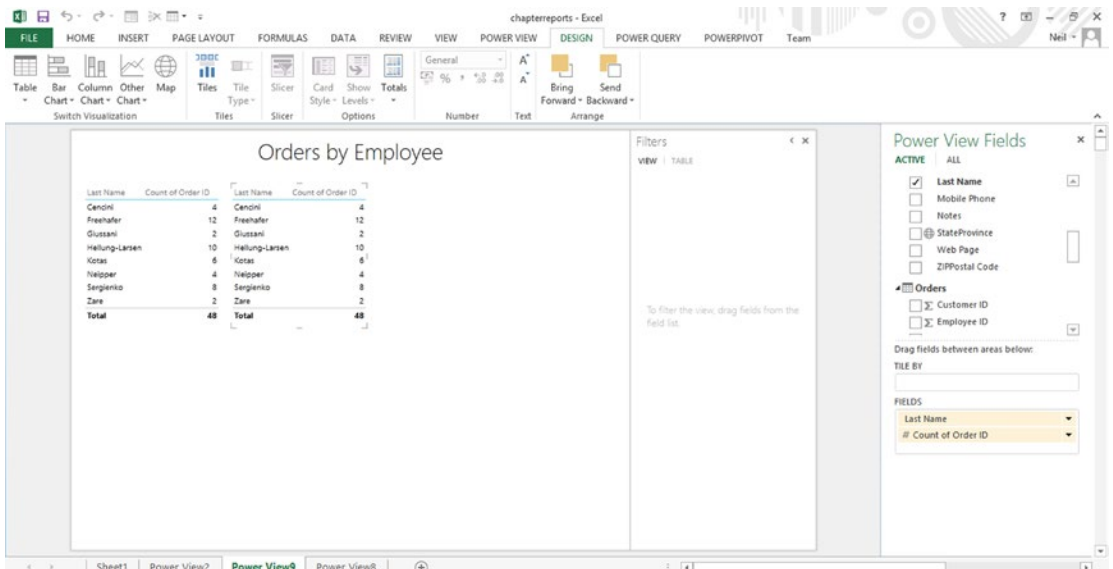 chapterreports - Excel
FILE HOME INSERT PAGE LAYOUT FORMULAS DATA REVIEW VIEW POWER VIEW DESIGN POWER QUERY POWERPIVOT Team Neil
General
Table Bar Chart Column Chart Other Chart Map Tiles Tile Type Slicer Card Style Show Levels Totals Bring Forward Send Backward
Switch Visualization Tiles Slicer Options Number Text Arrange
Orders by Employee
Last Name Count of Order ID Last Name Count of Order ID
Cencini 4 Cencini 4
Freehafer 12 Freehafer 12
Giussani 2 Giussani 2
Hellung-Larsen 10 Hellung-Larsen 10
Kotas 6 Kotas 6
Neipper 4 Neipper 4
Sergienko 8 Sergienko 8
Zare 2 Zare 2
Total 48 Total 48
Filters
VIEW TABLE
To filter the view, drag fields from the
field list.
Power View Fields
ACTIVE ALL
Last Name
Mobile Phone
Notes
StateProvince
Web Page
ZIPPostal Code
Orders
Σ Customer ID
Σ Employee ID
Drag fields between areas below:
TILE BY
FIELDS
Last Name
# Count of Order ID
Sheet1 Power View2 Power View9 Power View8